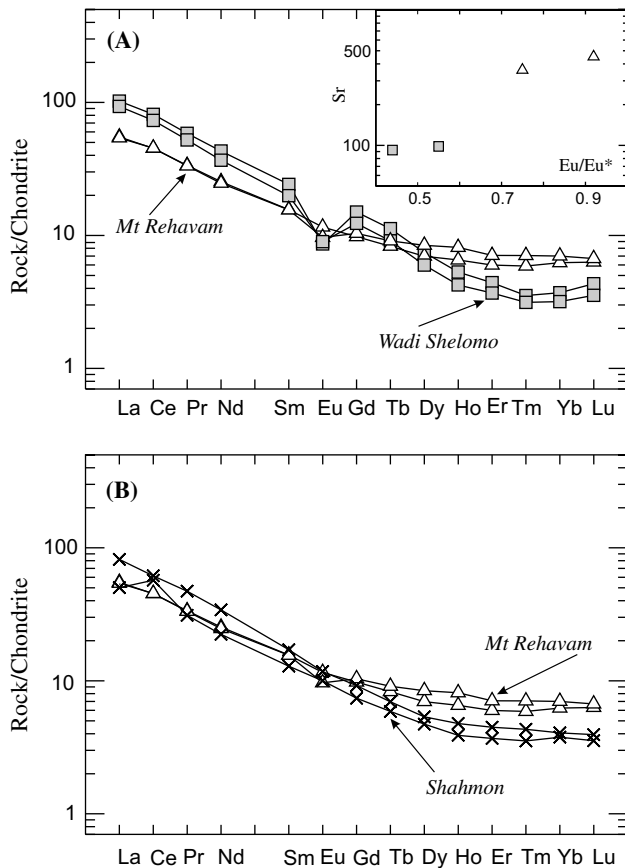 (A)
Rock/Chondrite
100
10
1
Mt Rehavam
Wadi Shelomo
Sr
500
100
Eu/Eu*
0.5 0.7 0.9
La Ce Pr Nd Sm Eu Gd Tb Dy Ho Er Tm Yb Lu
(B)
Rock/Chondrite
100
10
1
Mt Rehavam
Shahmon
La Ce Pr Nd Sm Eu Gd Tb Dy Ho Er Tm Yb Lu